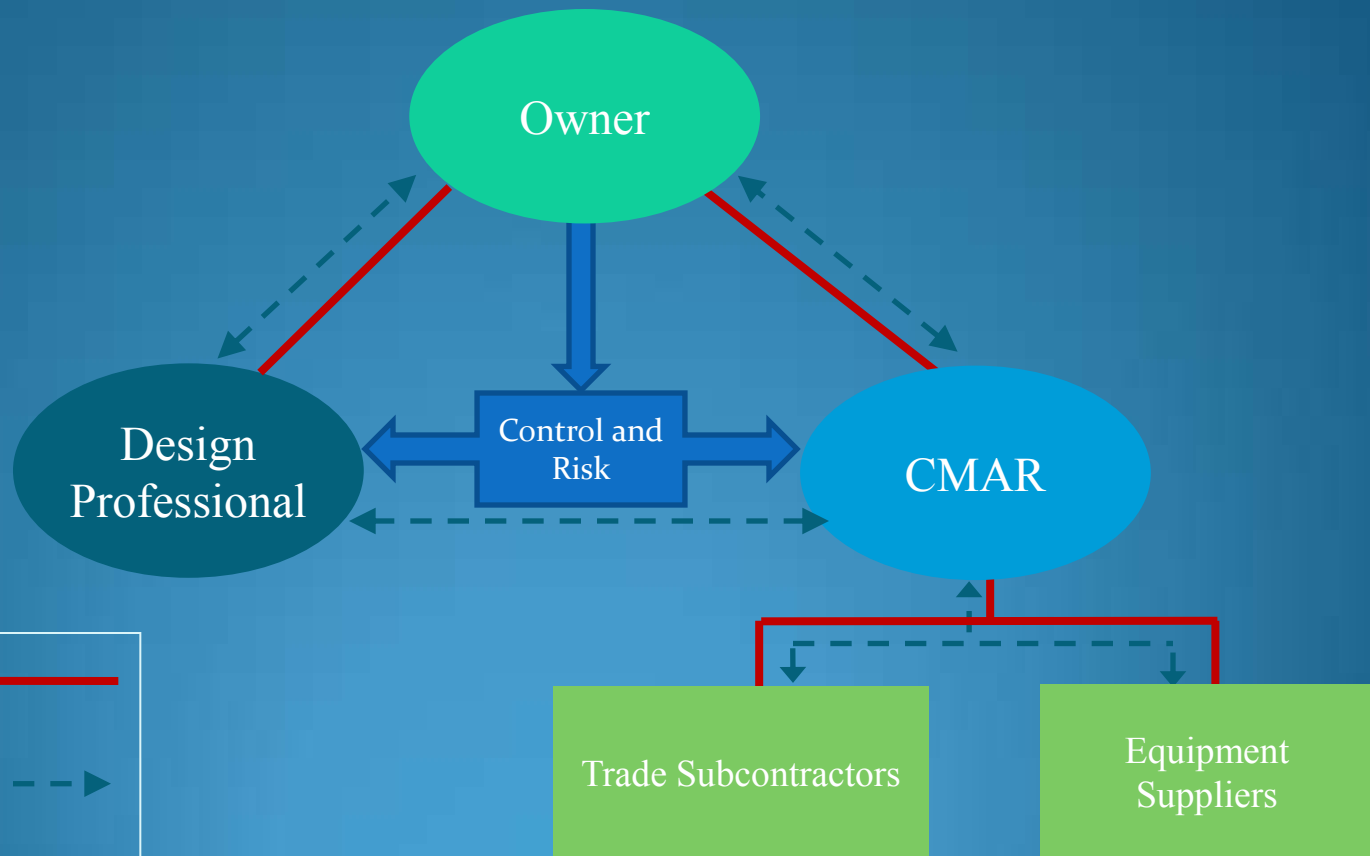 Owner
Design
Professional
Control and
Risk
CMAR
Trade Subcontractors
Equipment
Suppliers